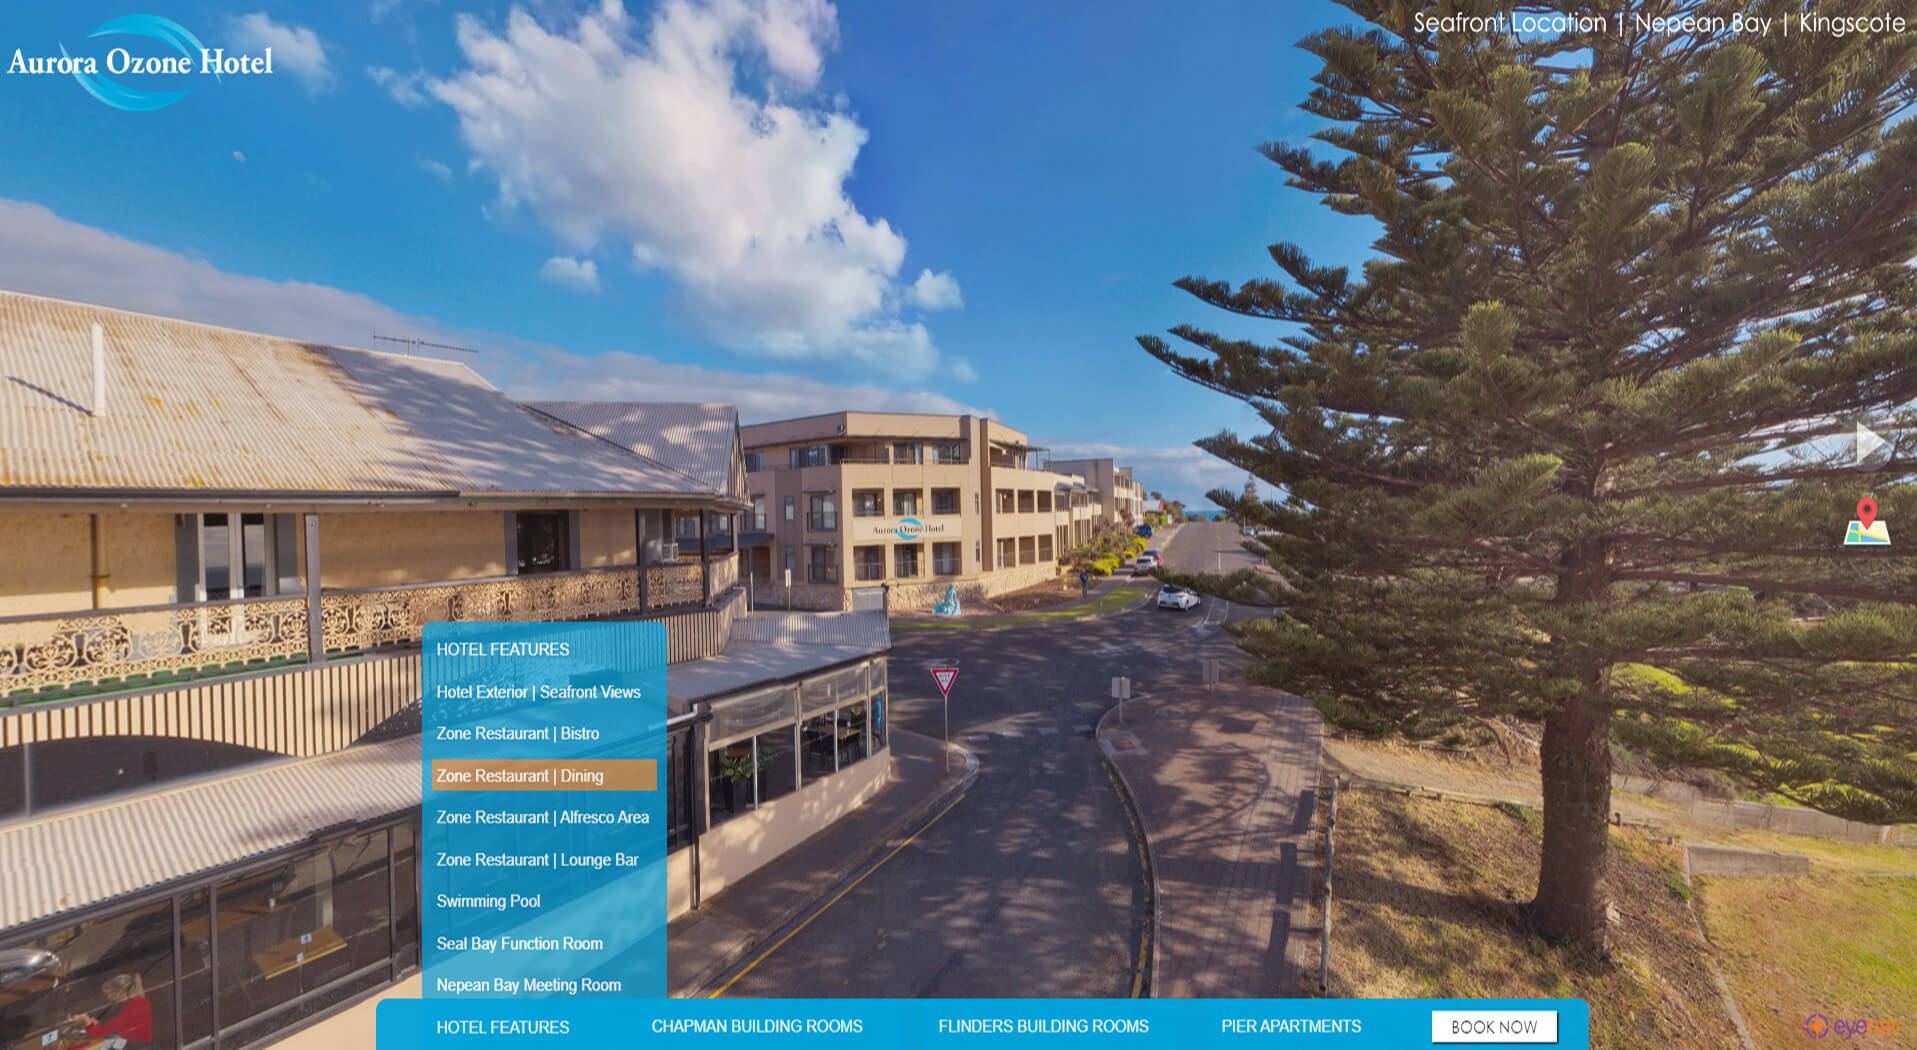 Aurora Ozone Hotel
Seafront Location | Nepean Bay | Kingscote
Aurora Ozone Hotel
HOTEL FEATURES
Hotel Exterior | Seafront Views
Zone Restaurant | Bistro
Zone Restaurant | Dining
Zone Restaurant | Alfresco Area
Zone Restaurant | Lounge Bar
Swimming Pool
Seal Bay Function Room
Nepean Bay Meeting Room
HOTEL FEATURES
CHAPMAN BUILDING ROOMS
FLINDERS BUILDING ROOMS
PIER APARTMENTS
BOOK NOW
eyenav